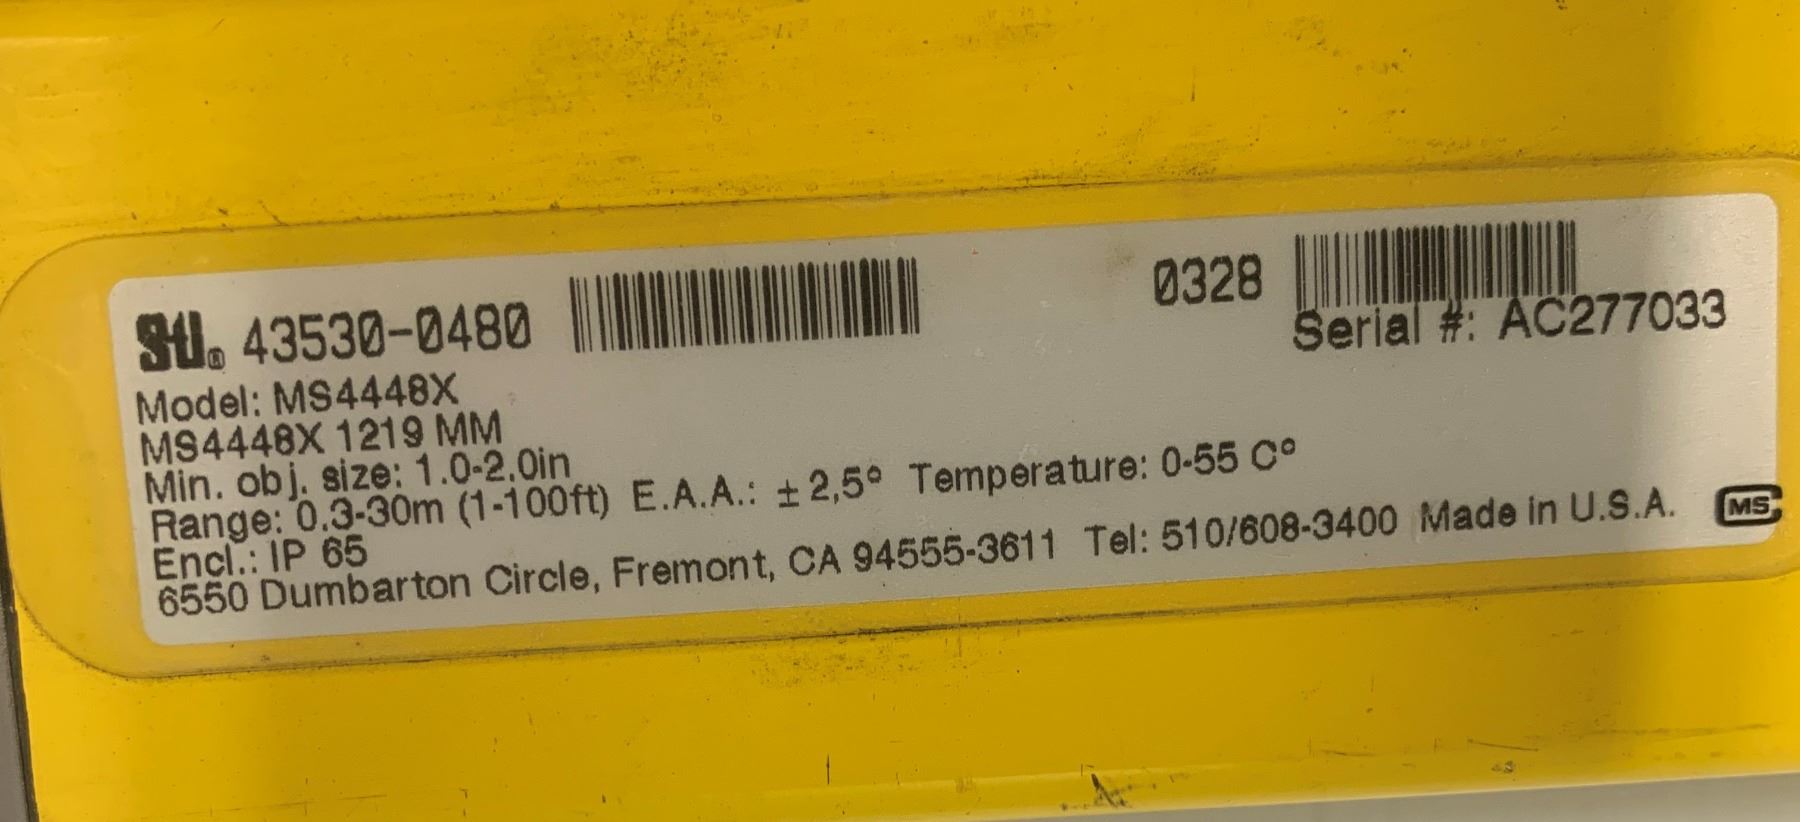 STI® 43530-0480 0328
Serial #: AC277033
Model: MS4448X
MS4448X 1219 MM
Min. obj. size: 1.0-2.0in
Range: 0.3-30m (1-100ft) E.A.A.: ± 2,5° Temperature: 0-55 C°
Encl.: IP 65
6550 Dumbarton Circle, Fremont, CA 94555-3611 Tel: 510/608-3400 Made in U.S.A. MS